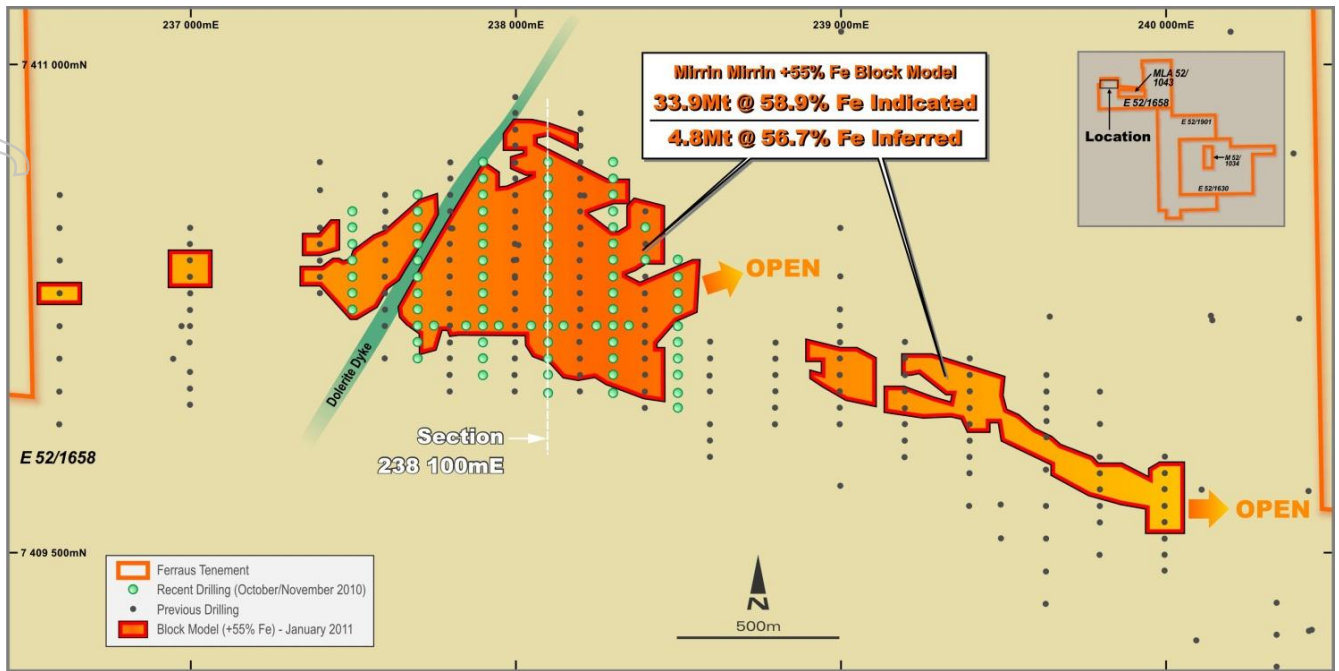 237 000mE
238 000mE
239 000mE
240 000mE
7 411 000mN
Mirrin Mirrin +55% Fe Block Model
33.9Mt @ 58.9% Fe Indicated
4.8Mt @ 56.7% Fe Inferred
MLA 52/
1043
E 52/1658
Location
E 52/1901
M 52/
1034
E 52/1630
OPEN
Dolerite Dyke
Section
238 100mE
E 52/1658
OPEN
7 409 500mN
Ferraus Tenement
Recent Drilling (October/November 2010)
Previous Drilling
Block Model (+55% Fe) - January 2011
N
500m